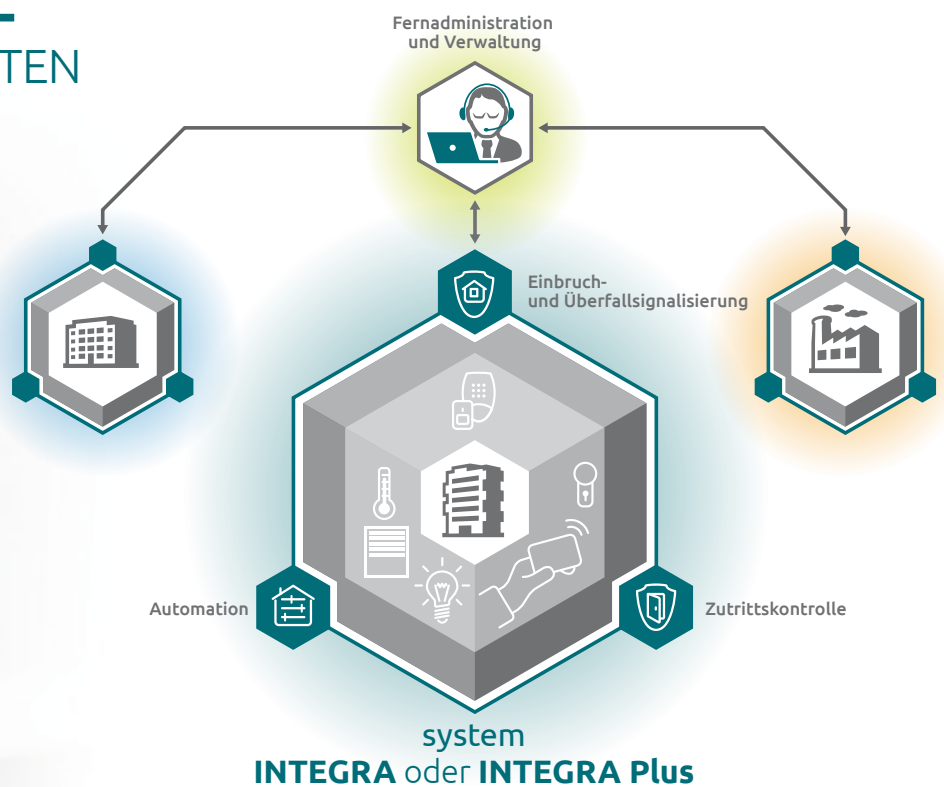 TEN
Fernadministration
und Verwaltung
Einbruch-
und Überfallsignalisierung
Automation
Zutrittskontrolle
system
INTEGRA oder INTEGRA Plus